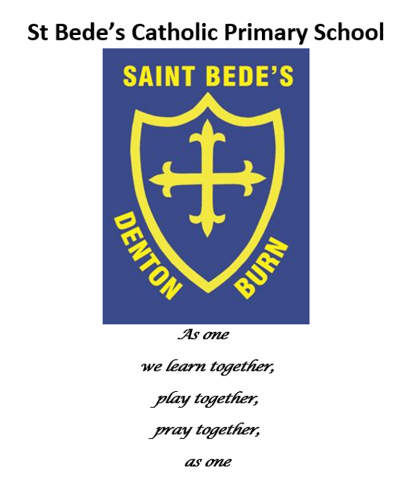 St Bede's Catholic Primary School
SAINT BEDE'S
DENTON
BURN
As one
we learn together,
play together,
pray together,
as one